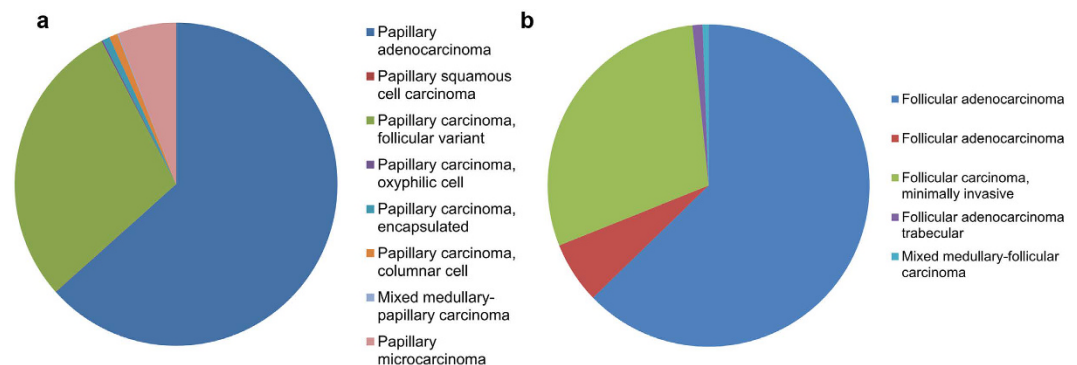 a
Papillary
adenocarcinoma
Papillary squamous
cell carcinoma
Papillary carcinoma,
follicular variant
Papillary carcinoma,
oxyphilic cell
Papillary carcinoma,
encapsulated
Papillary carcinoma,
columnar cell
Mixed medullary-
papillary carcinoma
Papillary
microcarcinoma
b
Follicular adenocarcinoma
Follicular adenocarcinoma
Follicular carcinoma,
minimally invasive
Follicular adenocarcinoma
trabecular
Mixed medullary-follicular
carcinoma